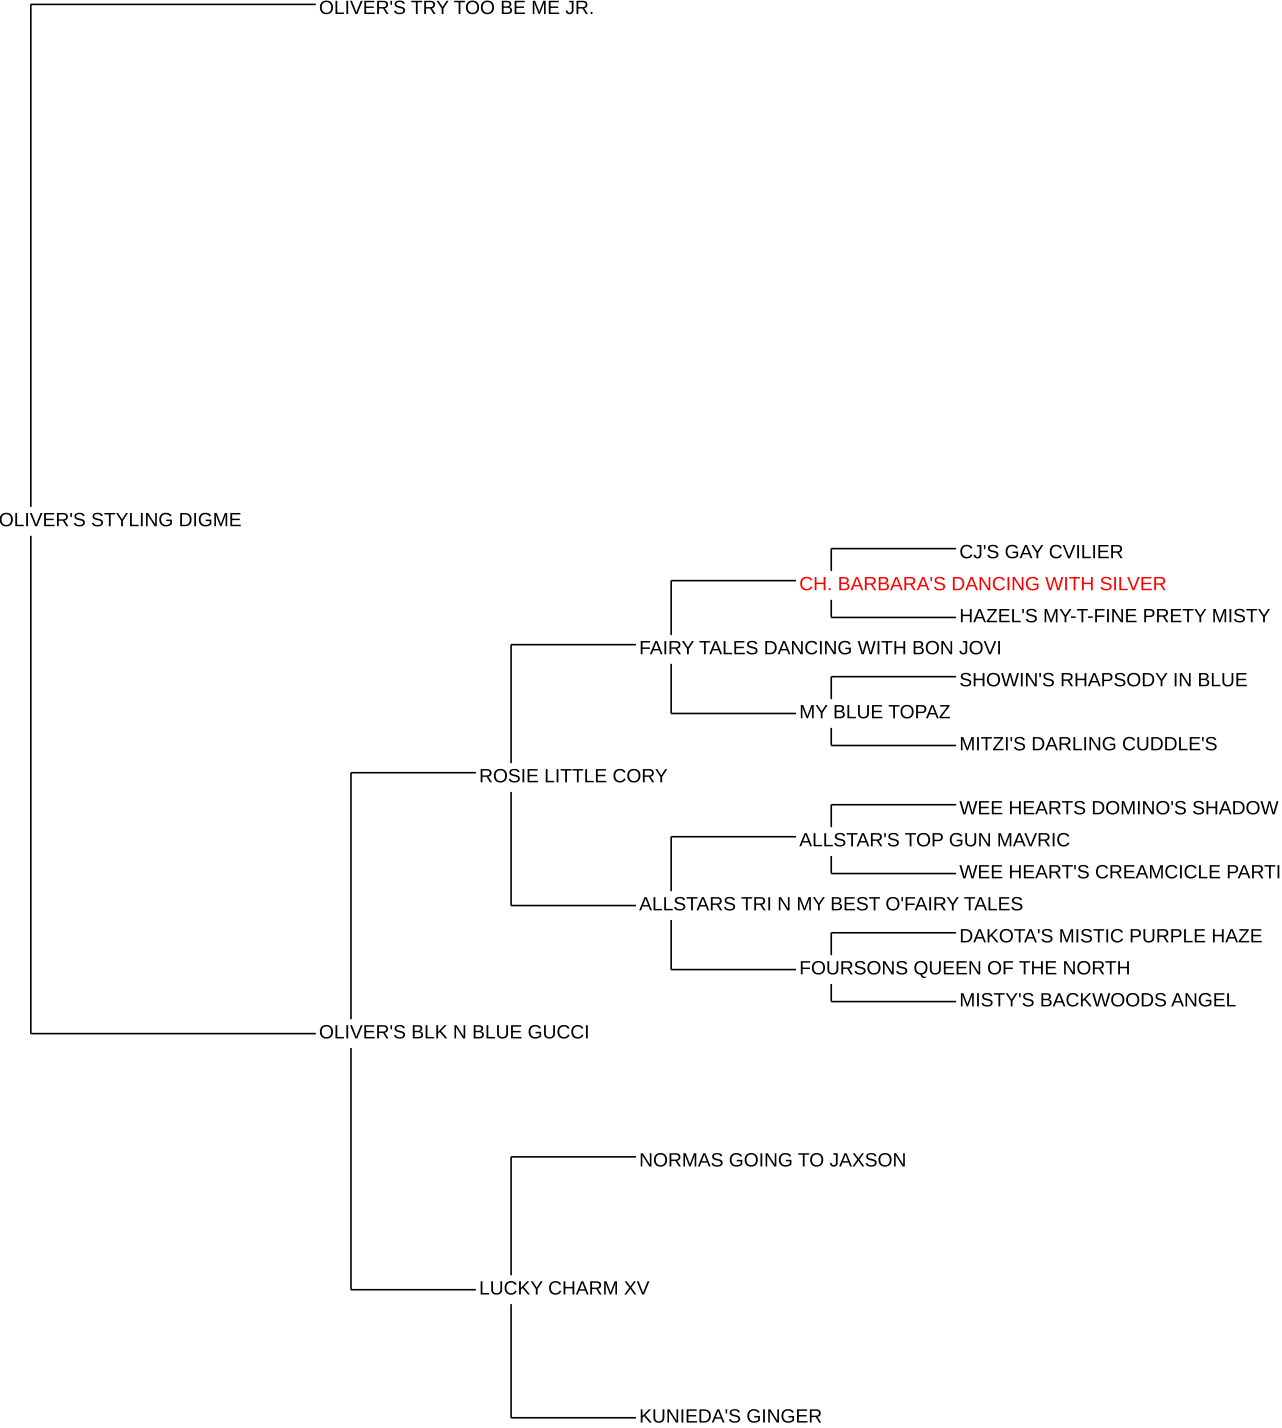 OLIVER'S TRY TOO BE ME JR.
OLIVER'S STYLING DIGME
CJ'S GAY CVILIER
CH. BARBARA'S DANCING WITH SILVER
HAZEL'S MY-T-FINE PRETY MISTY
FAIRY TALES DANCING WITH BON JOVI
SHOWIN'S RHAPSODY IN BLUE
MY BLUE TOPAZ
MITZI'S DARLING CUDDLE'S
ROSIE LITTLE CORY
WEE HEARTS DOMINO'S SHADOW
ALLSTAR'S TOP GUN MAVRIC
WEE HEART'S CREAMCICLE PARTI
ALLSTARS TRI N MY BEST O'FAIRY TALES
DAKOTA'S MISTIC PURPLE HAZE
FOURSONS QUEEN OF THE NORTH
MISTY'S BACKWOODS ANGEL
OLIVER'S BLK N BLUE GUCCI
NORMAS GOING TO JAXSON
LUCKY CHARM XV
KUNIEDA'S GINGER